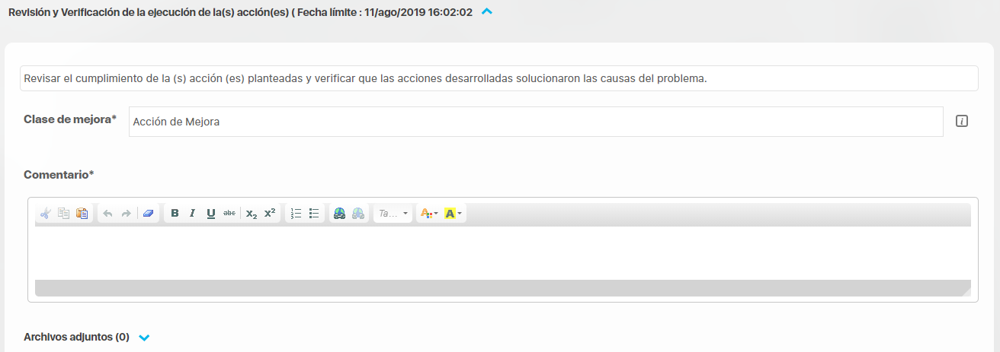 Revisión y Verificación de la ejecución de la(s) acción(es) ( Fecha límite : 11/ago/2019 16:02:02
Revisar el cumplimiento de la (s) acción (es) planteadas y verificar que las acciones desarrolladas solucionaron las causas del problema.
Clase de mejora* Acción de Mejora i
Comentario*
B I U abc x₂ x² Ta... A A
Archivos adjuntos (0)